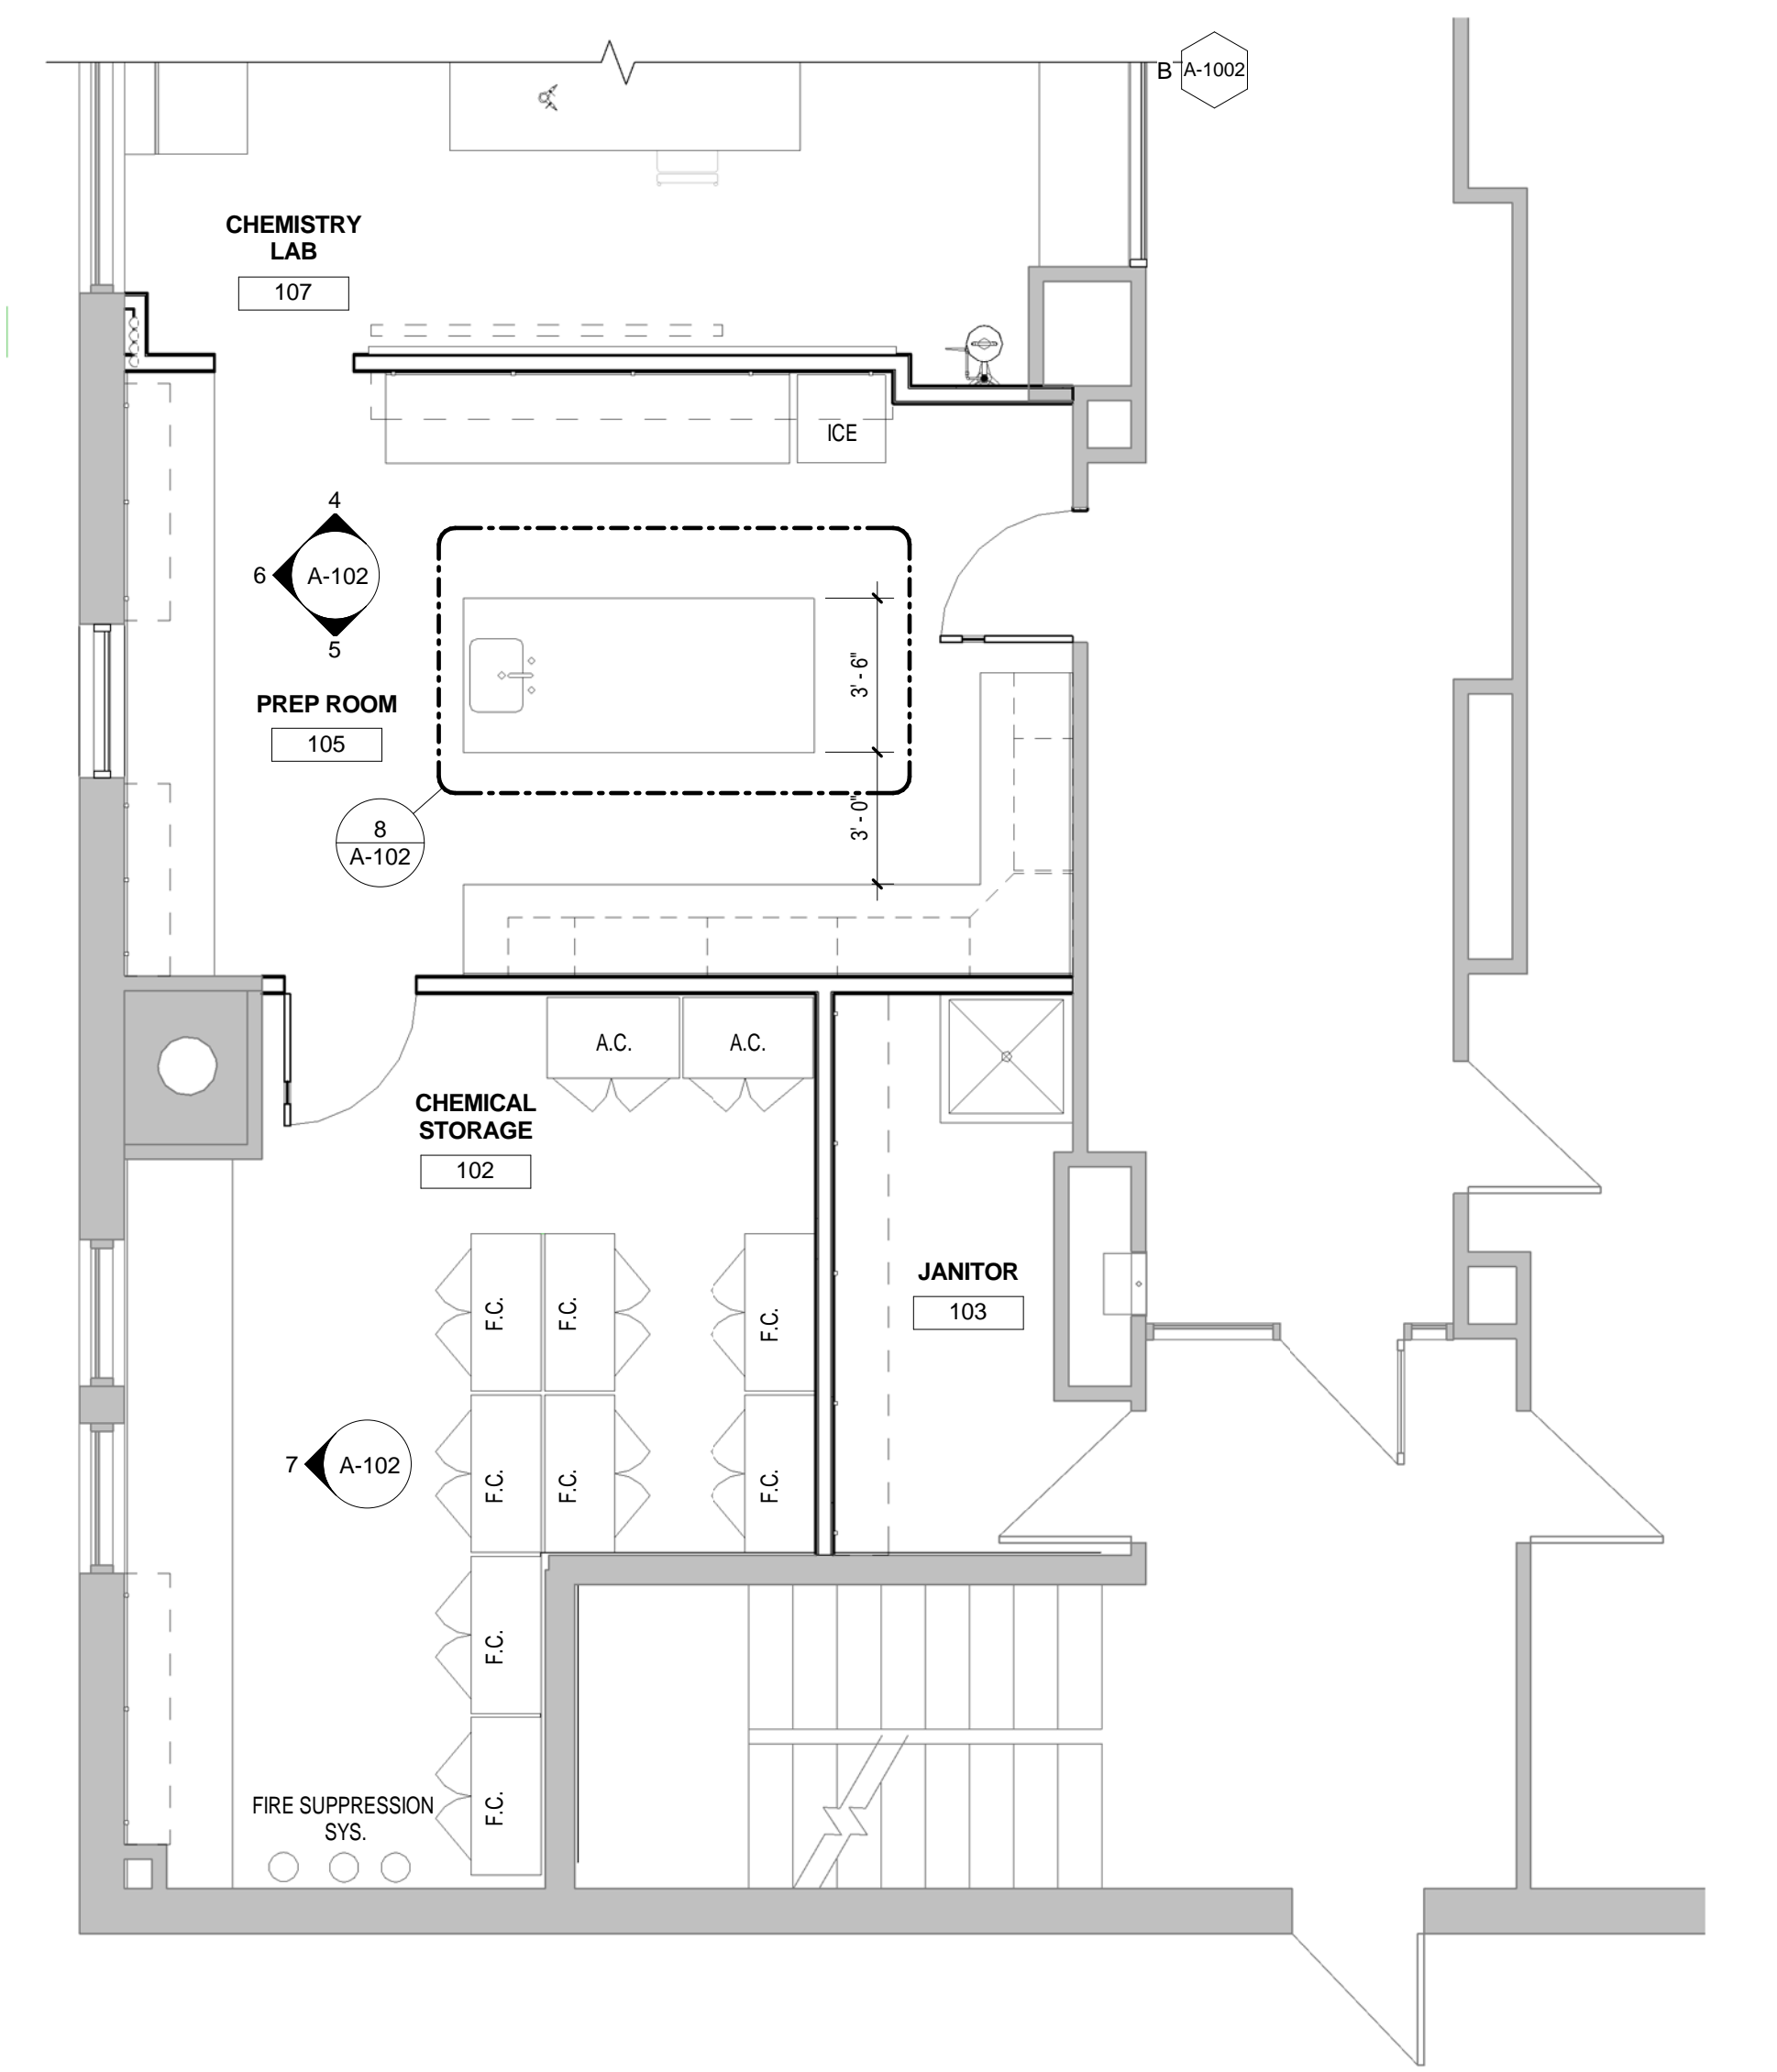 B
A-1002
CHEMISTRY
LAB
107
ICE
4
6
A-102
5
3' - 6"
PREP ROOM
105
3' - 0"
8
A-102
A.C.
A.C.
CHEMICAL
STORAGE
102
JANITOR
103
F.C.
F.C.
F.C.
7
A-102
F.C.
F.C.
F.C.
F.C.
F.C.
FIRE SUPPRESSION
SYS.